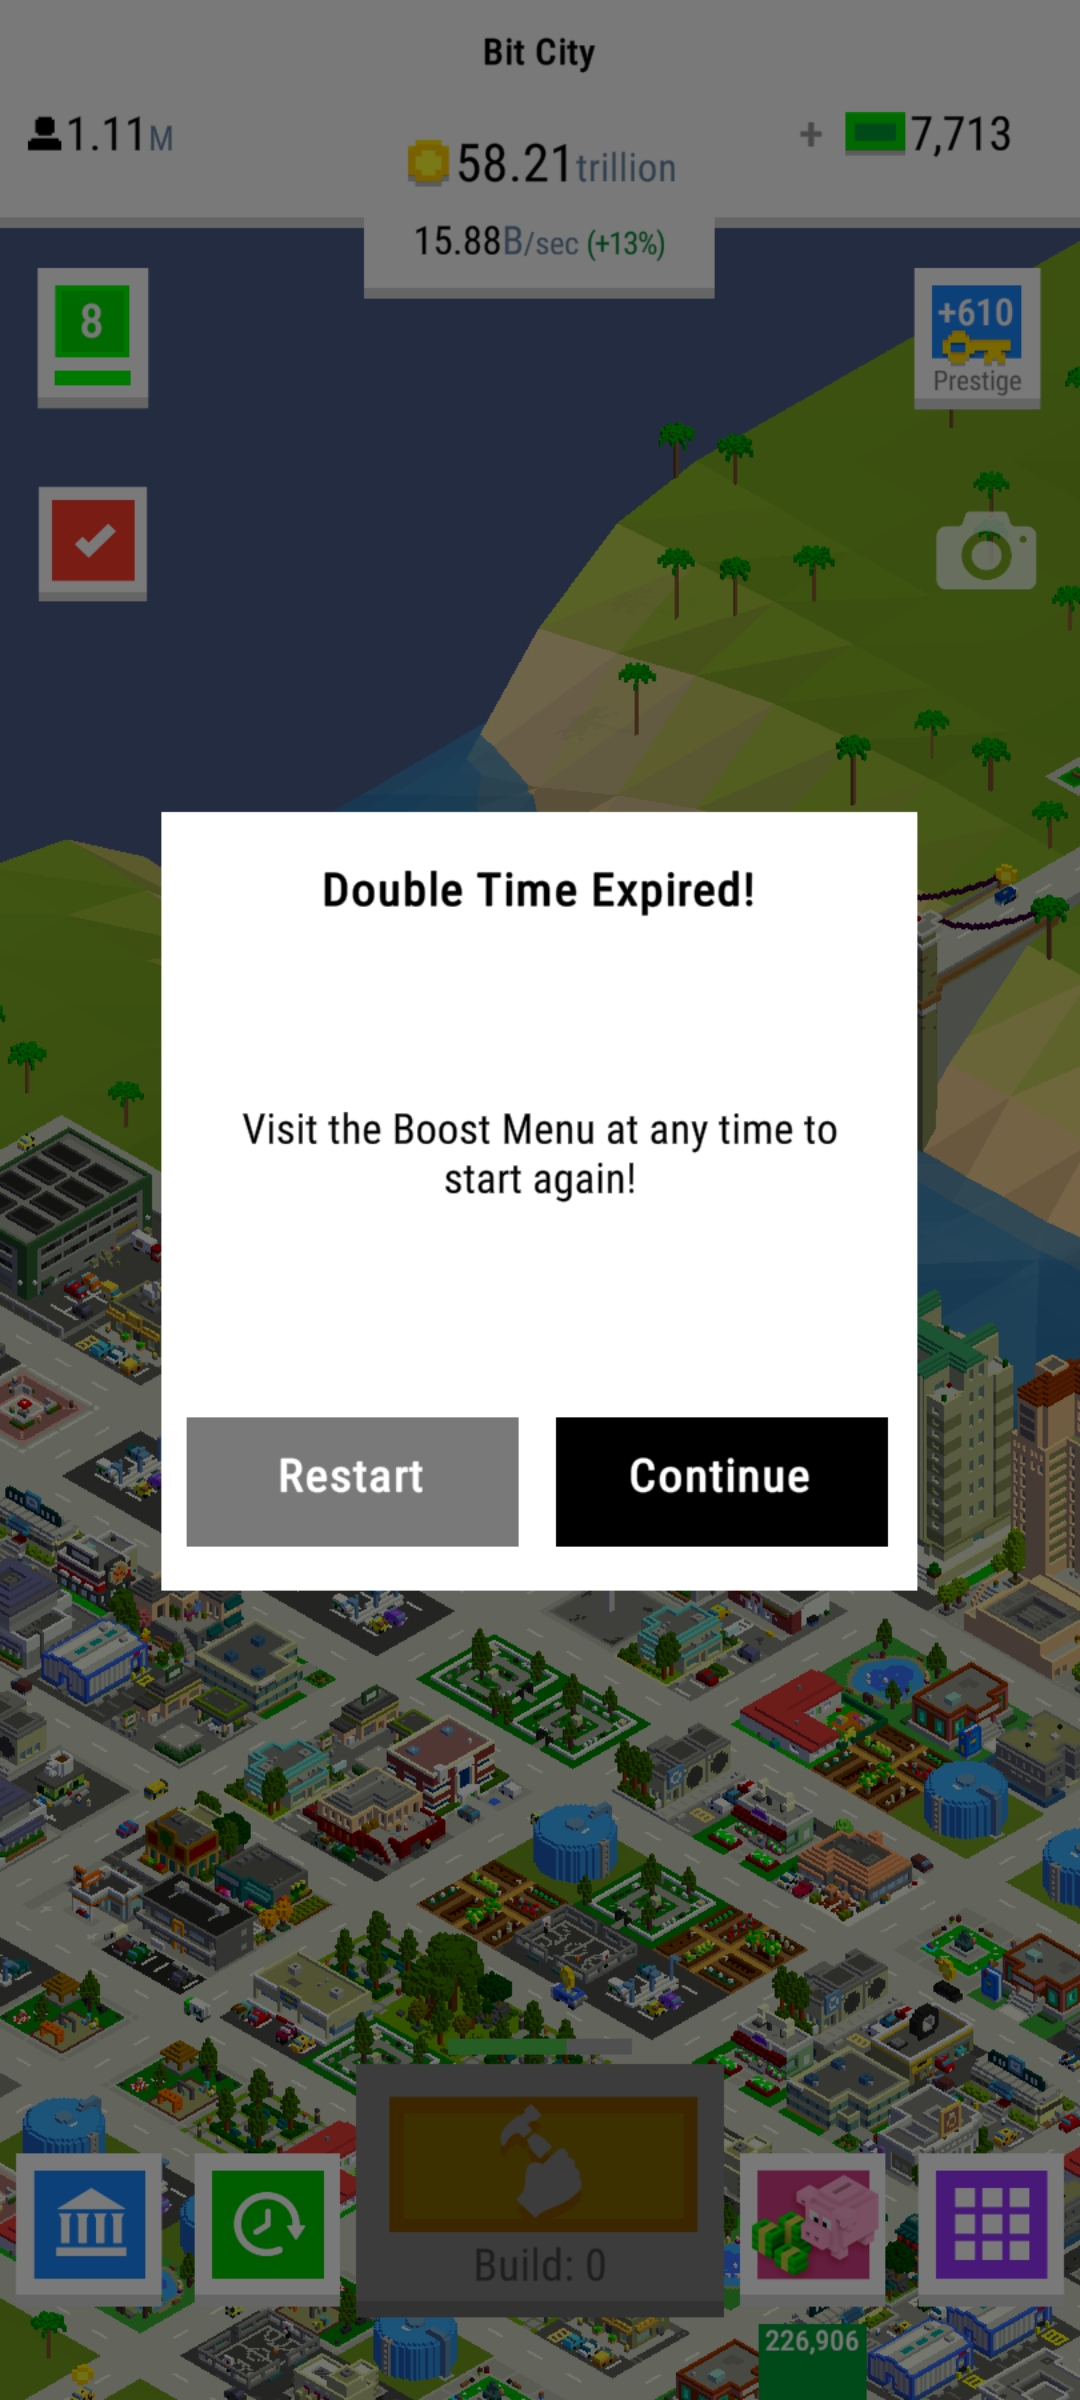 Bit City
1.11M
58.21trillion
+ 7,713
15.88B/sec (+13%)
8
+610
Prestige
Double Time Expired!
Visit the Boost Menu at any time to
start again!
Restart
Continue
Build: 0
226,906